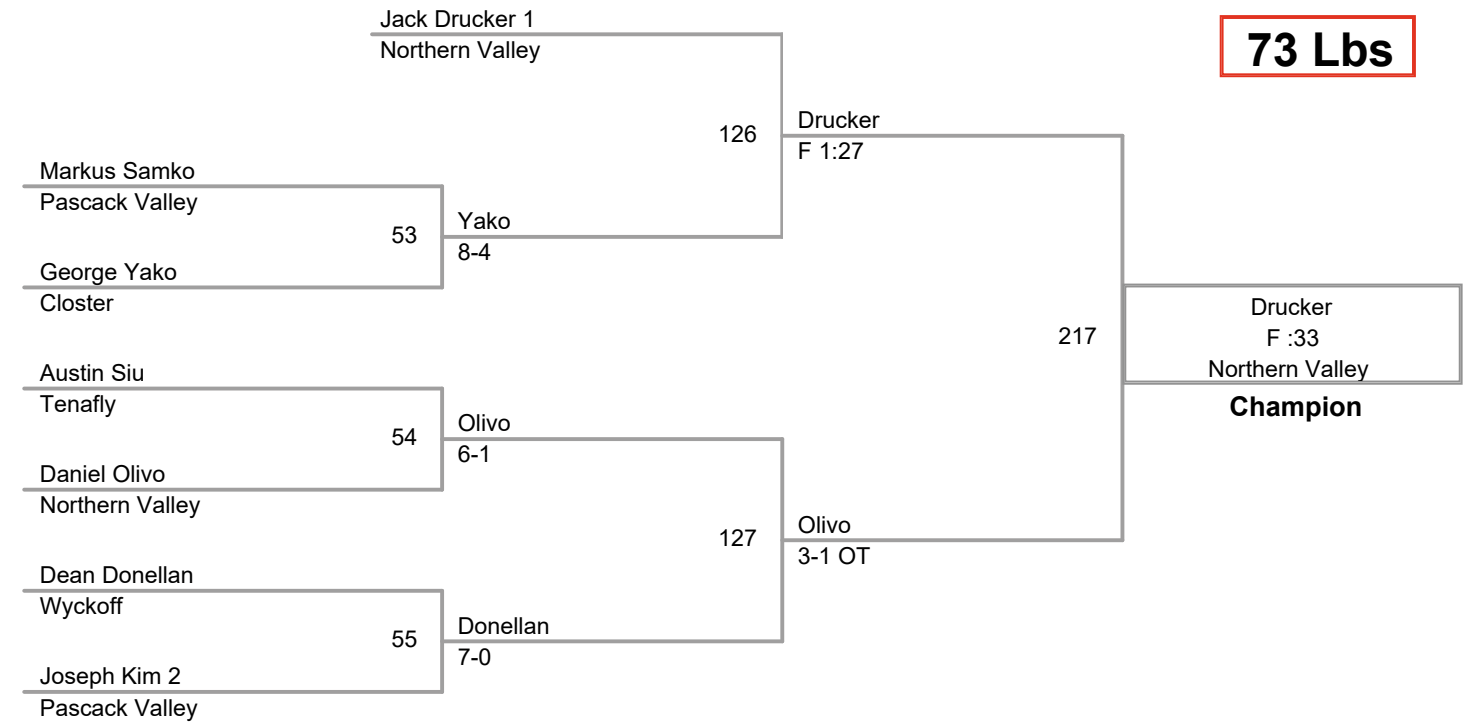 Jack Drucker 1
Northern Valley
73 Lbs
126
Drucker
F 1:27
Markus Samko
Pascack Valley
53
Yako
8-4
George Yako
Closter
217
Drucker
F :33
Northern Valley
Champion
Austin Siu
Tenafly
54
Olivo
6-1
Daniel Olivo
Northern Valley
127
Olivo
3-1 OT
Dean Donellan
Wyckoff
55
Donellan
7-0
Joseph Kim 2
Pascack Valley